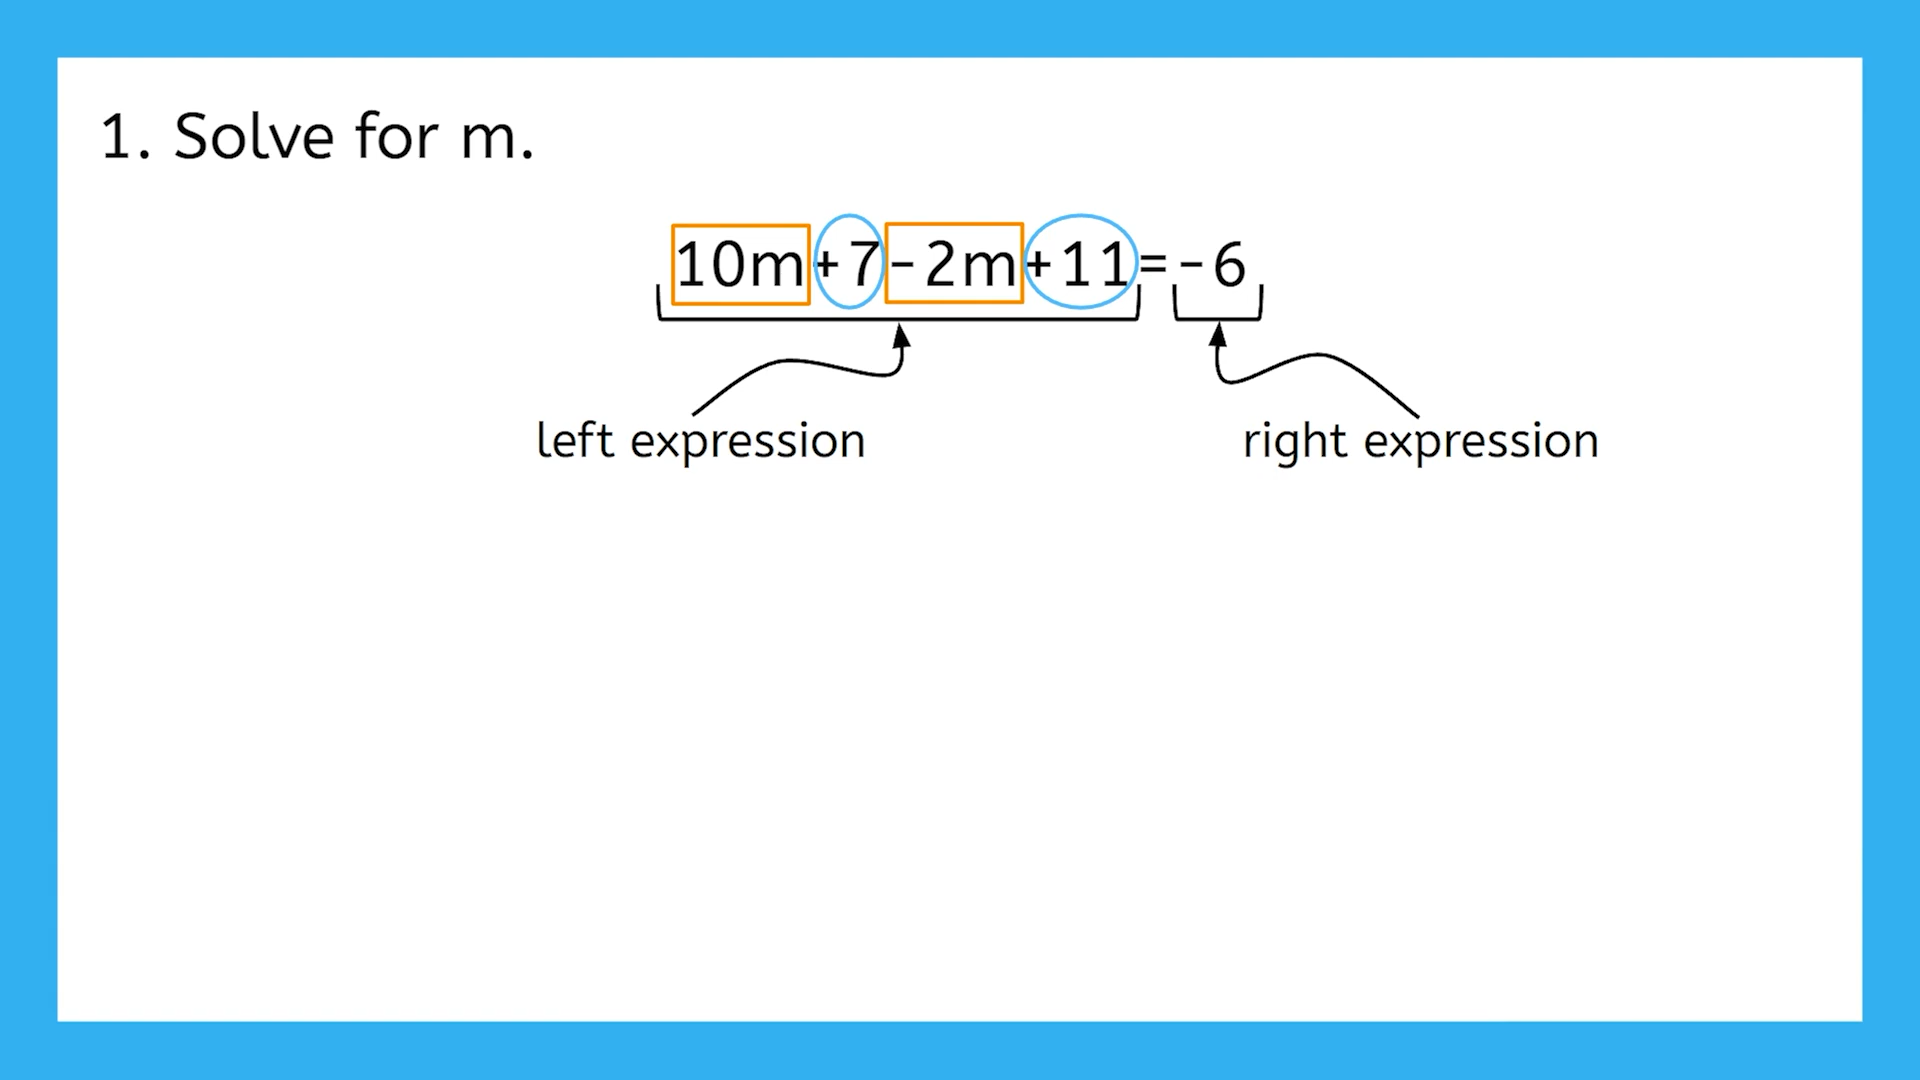 1. Solve for m.
10m+7-2m+11=-6
left expression
right expression